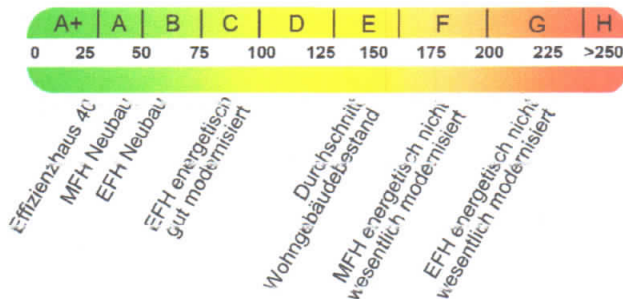 A+ A B C D E F G H
0 25 50 75 100 125 150 175 200 225 >250
Effizienzhaus 40
MFH Neubau
EFH Neubau
EFH energetisch
gut modernisiert
Durchschnitt
Wohngebäudebestand
MFH energetisch nicht
wesentlich modernisiert
EFH energetisch nicht
wesentlich modernisiert